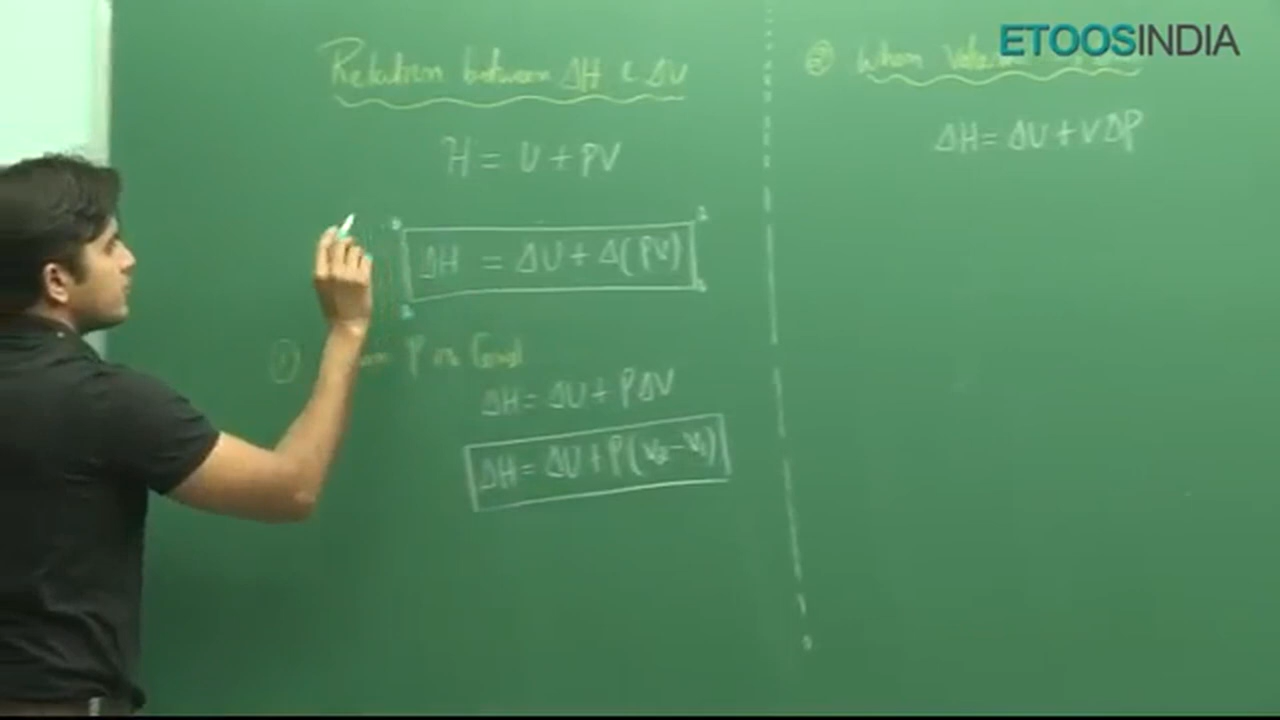 Relation between ΔH & ΔU
H = U + PV
ΔH = ΔU + Δ(PV)
① P is Const
ΔH = ΔU + PΔV
ΔH = ΔU + P(V₂-V₁)
ETOOSINDIA
② When
ΔH = ΔU + VΔP